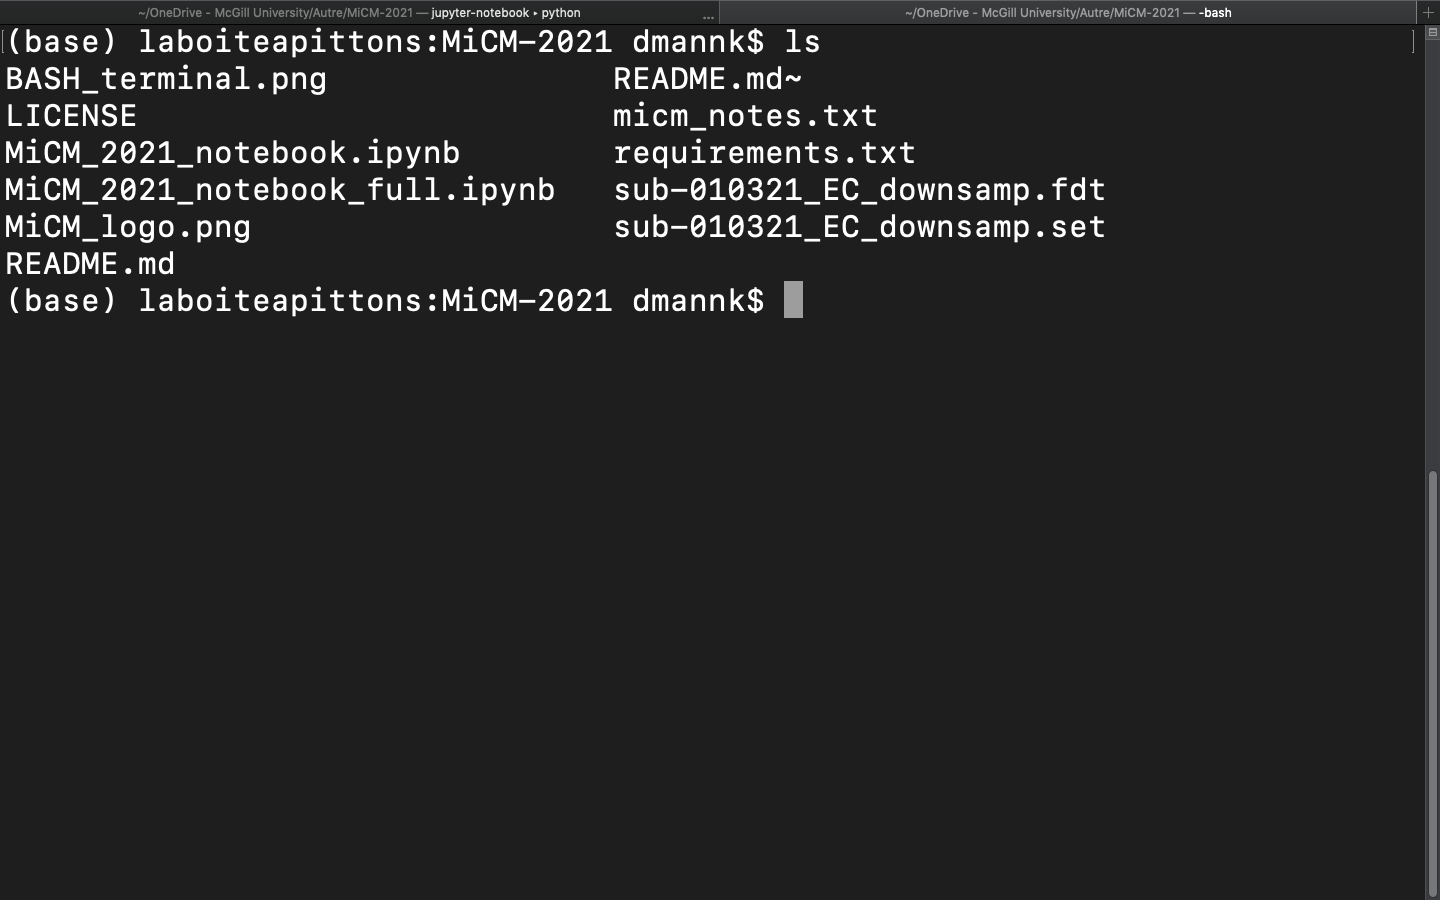 ~/OneDrive - McGill University/Autre/MiCM-2021 — jupyter-notebook ▸ python ... ~/OneDrive - McGill University/Autre/MiCM-2021 — -bash +
[(base) laboiteapittons:MiCM-2021 dmannk$ ls ]
BASH_terminal.png README.md~
LICENSE micm_notes.txt
MiCM_2021_notebook.ipynb requirements.txt
MiCM_2021_notebook_full.ipynb sub-010321_EC_downsamp.fdt
MiCM_logo.png sub-010321_EC_downsamp.set
README.md
(base) laboiteapittons:MiCM-2021 dmannk$